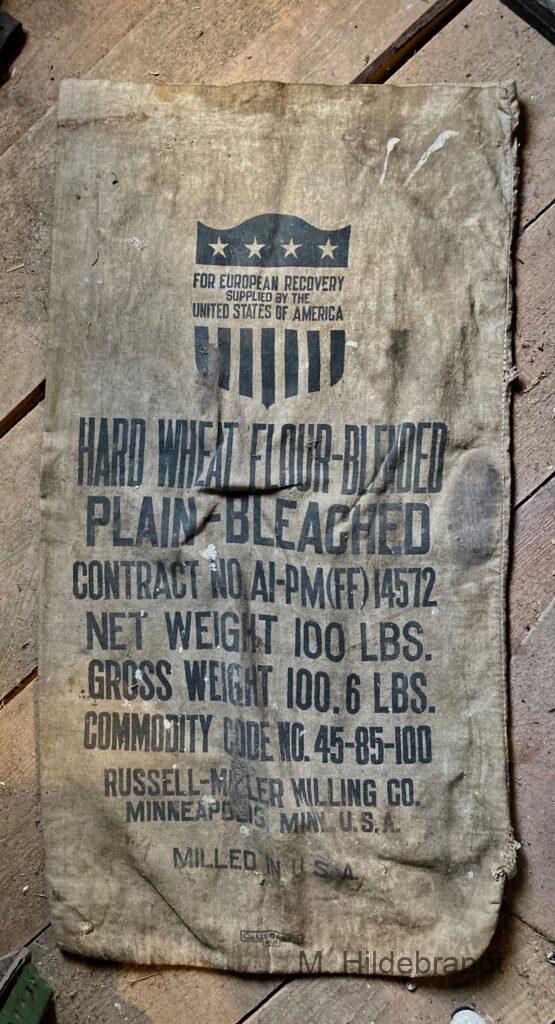 FOR EUROPEAN RECOVERY
SUPPLIED BY THE
UNITED STATES OF AMERICA
HARD WHEAT FLOUR-BLENDED
PLAIN-BLEACHED
CONTRACT NO. AI-PM(FF)14572
NET WEIGHT 100 LBS.
GROSS WEIGHT 100.6 LBS.
COMMODITY CODE NO. 45-85-100
RUSSELL-MILLER MILLING CO.
MINNEAPOLIS, MINN. U.S.A.
MILLED IN U.S.A.
M. Hildebrandt